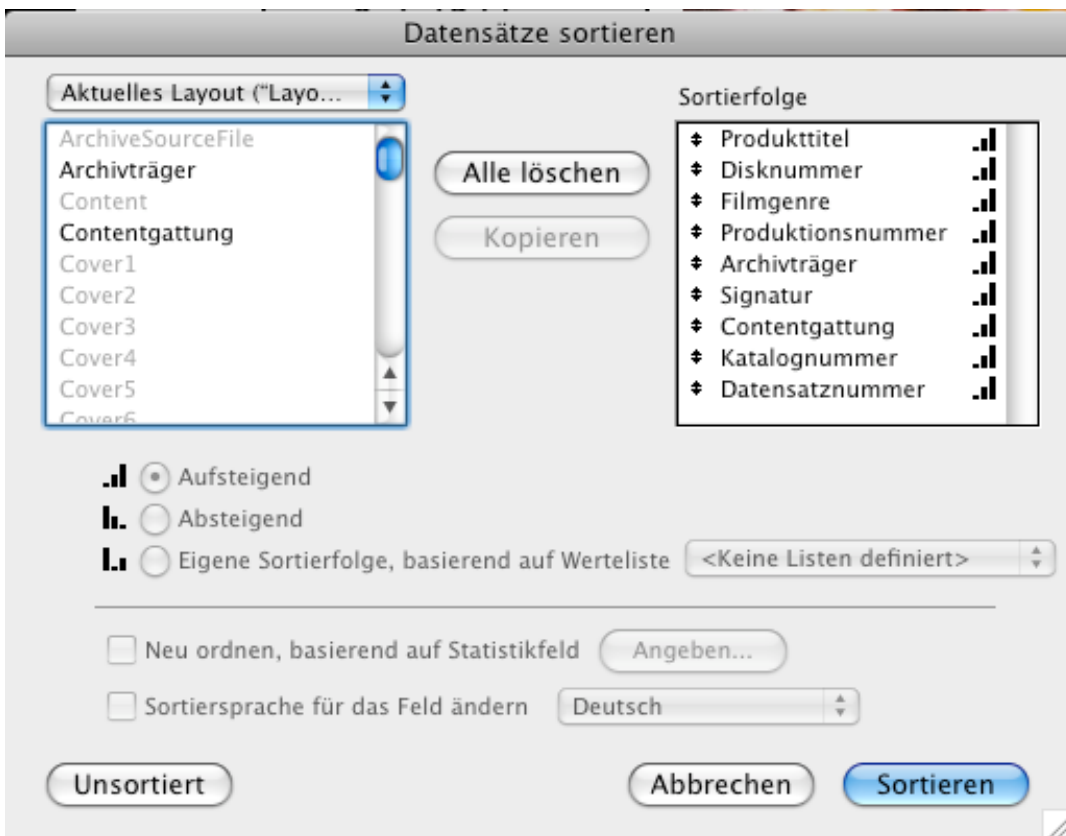 Datensätze sortieren
Aktuelles Layout ("Layo...
ArchiveSourceFile
Archivträger
Content
Contentgattung
Cover1
Cover2
Cover3
Cover4
Cover5
Cover6
Alle löschen
Kopieren
Sortierfolge
Produkttitel
Disknummer
Filmgenre
Produktionsnummer
Archivträger
Signatur
Contentgattung
Katalognummer
Datensatznummer
Aufsteigend
Absteigend
Eigene Sortierfolge, basierend auf Werteliste <Keine Listen definiert>
Neu ordnen, basierend auf Statistikfeld Angeben...
Sortiersprache für das Feld ändern Deutsch
Unsortiert Abbrechen Sortieren